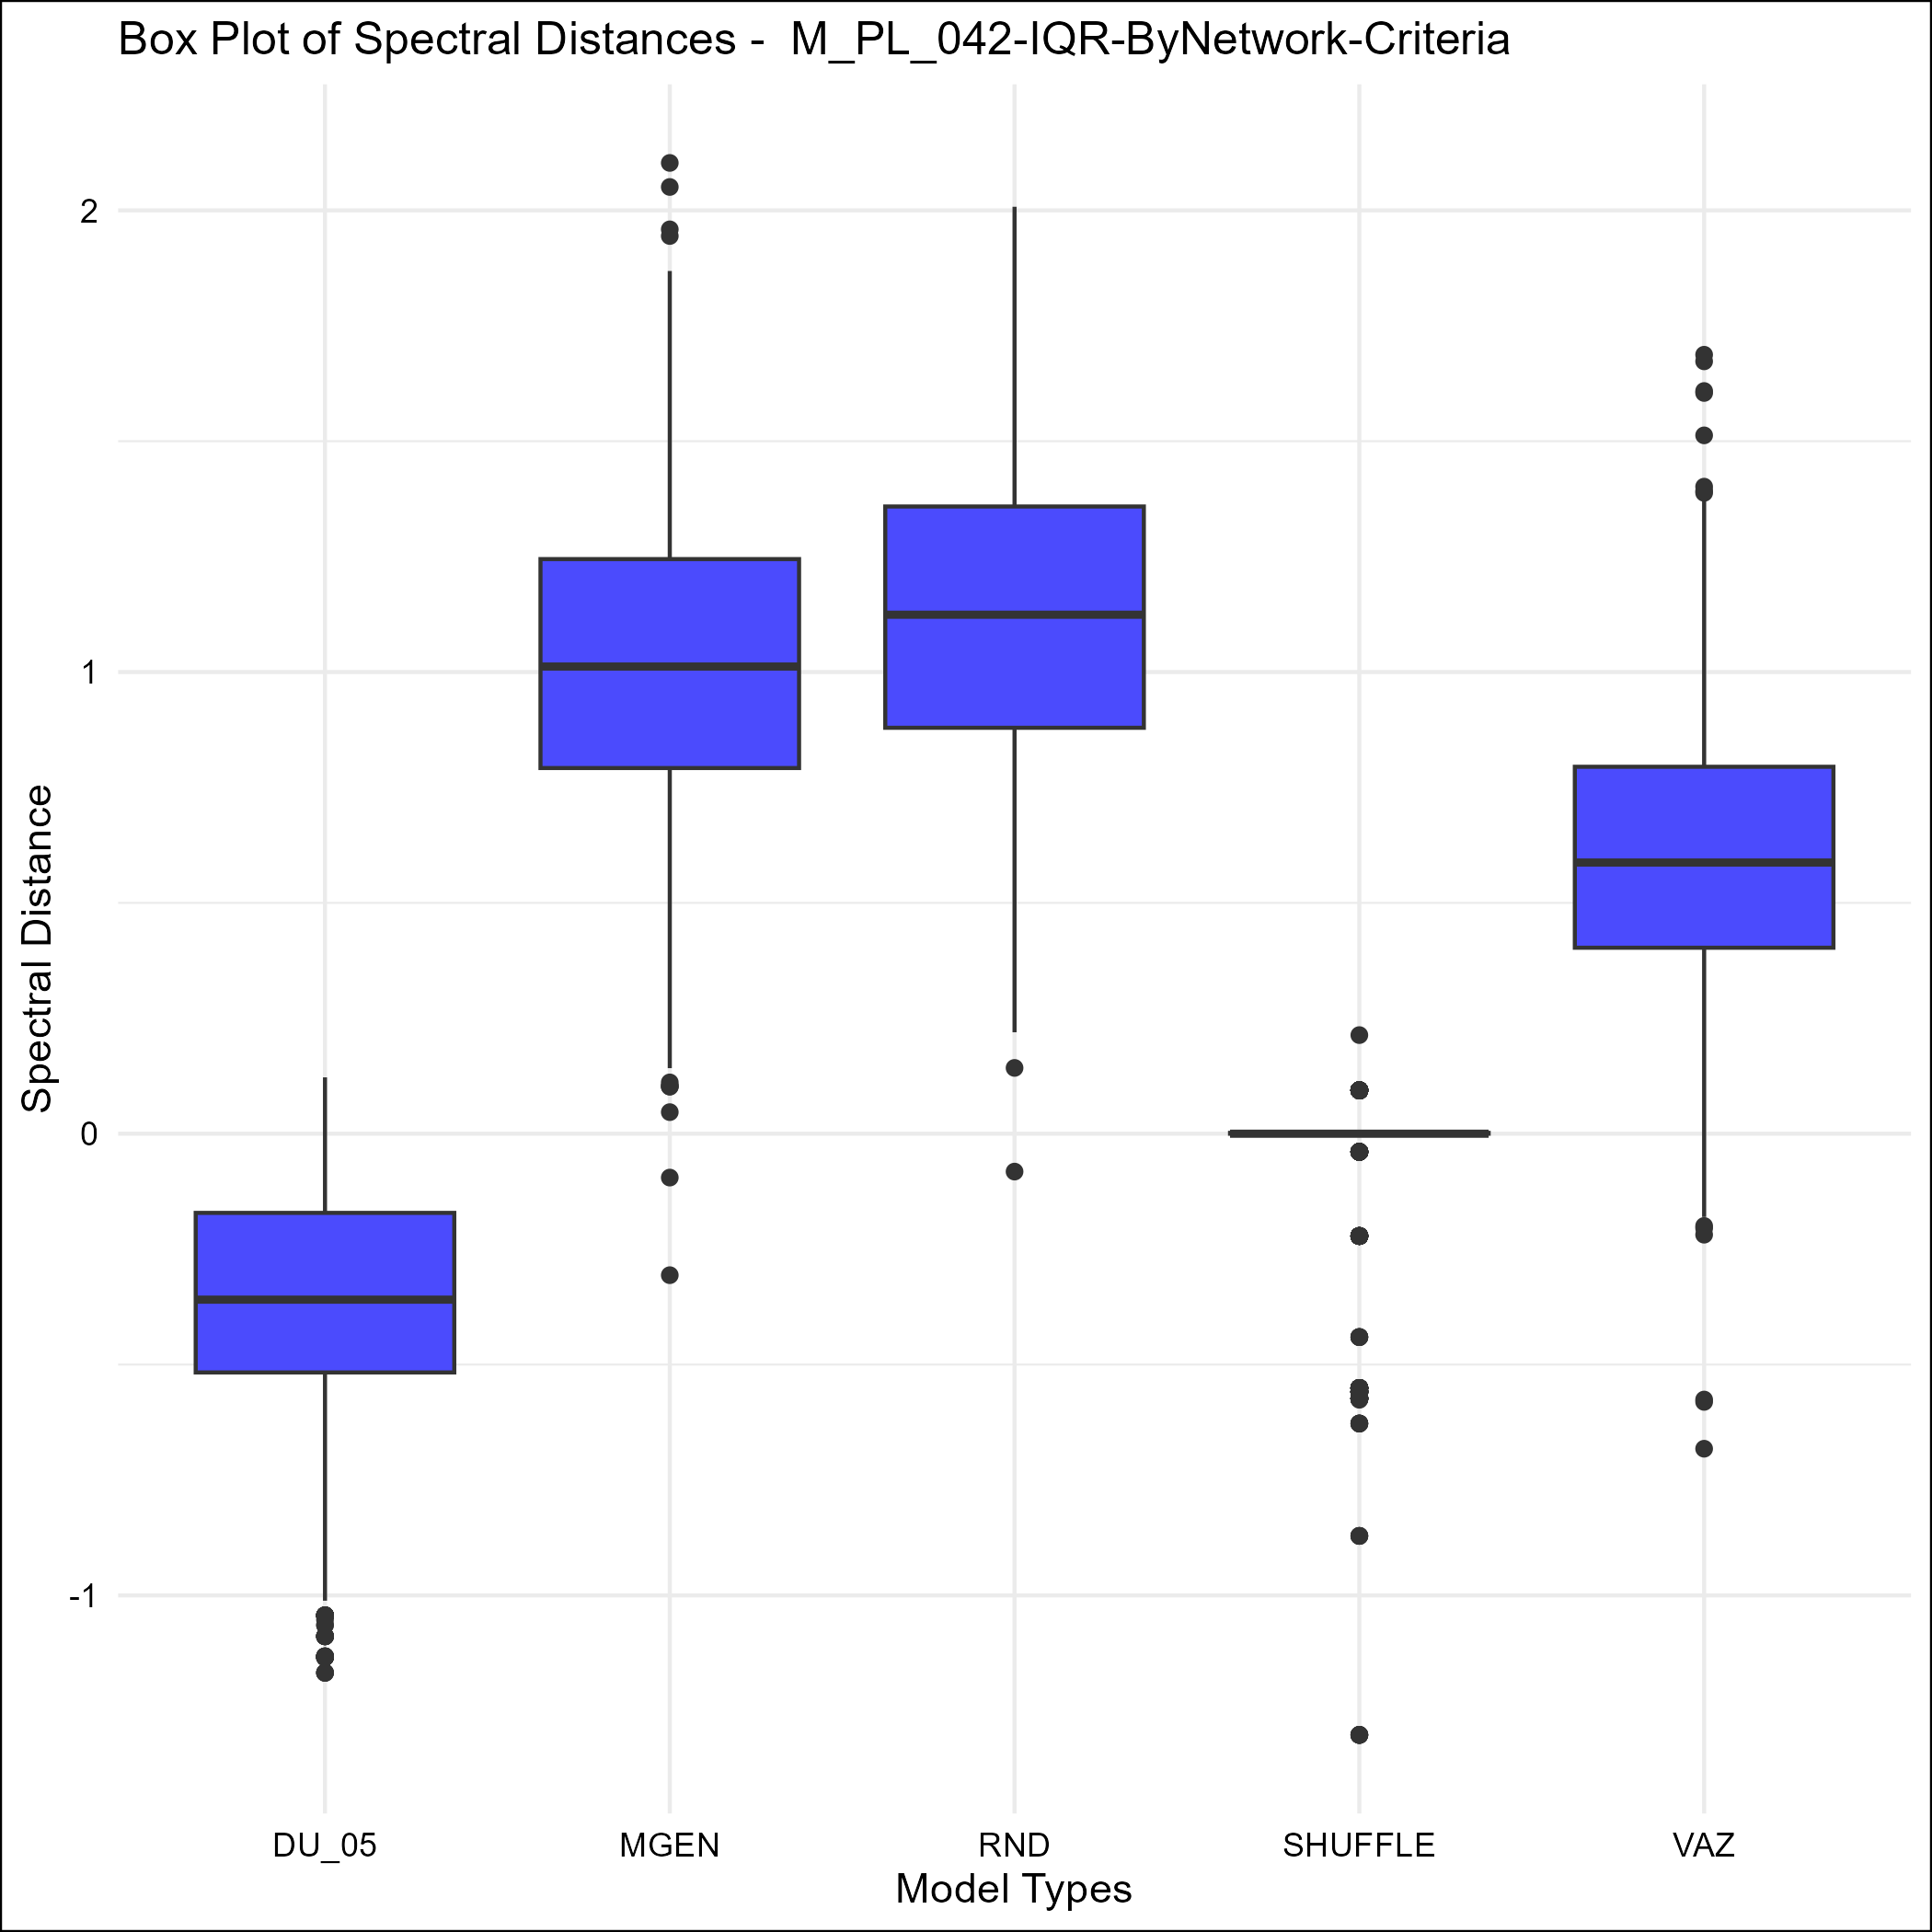 Box Plot of Spectral Distances -  M_PL_042-IQR-ByNetwork-Criteria
Spectral Distance
2
1
0
-1
DU_05
MGEN
RND
SHUFFLE
VAZ
Model Types